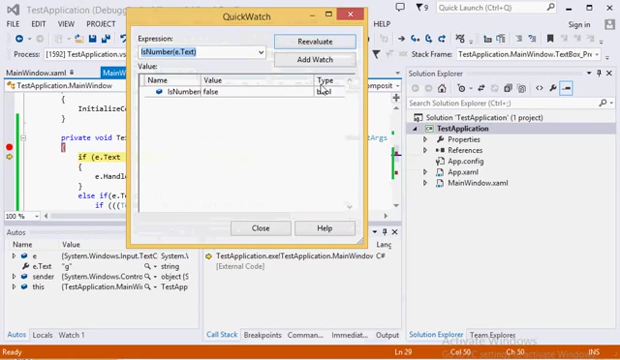 TestApplication (Debugg
QuickWatch
Quick Launch (Ctrl+Q)
FILE EDIT VIEW PROJECT
Sign in
Process: [1592] TestApplication.vs
Stack Frame: TestApplication.MainWindow.TextBox_Pre
Expression:
IsNumber(e.Text)
Reevaluate
Add Watch
Value:
Name Value Type
IsNumber false bool
Close Help
MainWindow.xaml
TestApplication.MainWindow
InitializeCo
}
private void Tex
{
if (e.Text
{
e.Handle
}
else if(e.Te
if (((Te
100 %
Solution Explorer
Search Solution Explorer (Ctrl+;)
Solution 'TestApplication' (1 project)
TestApplication
Properties
References
App.config
App.xaml
MainWindow.xaml
Autos
Name Value
e {System.Windows.Input.TextC System.\
e.Text "g" string
sender {System.Windows.Contro object {S
this {TestApplication.MainWi TestApp
Lang
TestApplication.exe!TestApplication.MainWindow C#
[External Code]
Autos Locals Watch 1
Call Stack Breakpoints Comman... Immediat... Output
Solution Explorer Team Explorer
Activate Windows
Ln 29 Col 50 Ch 50 INS